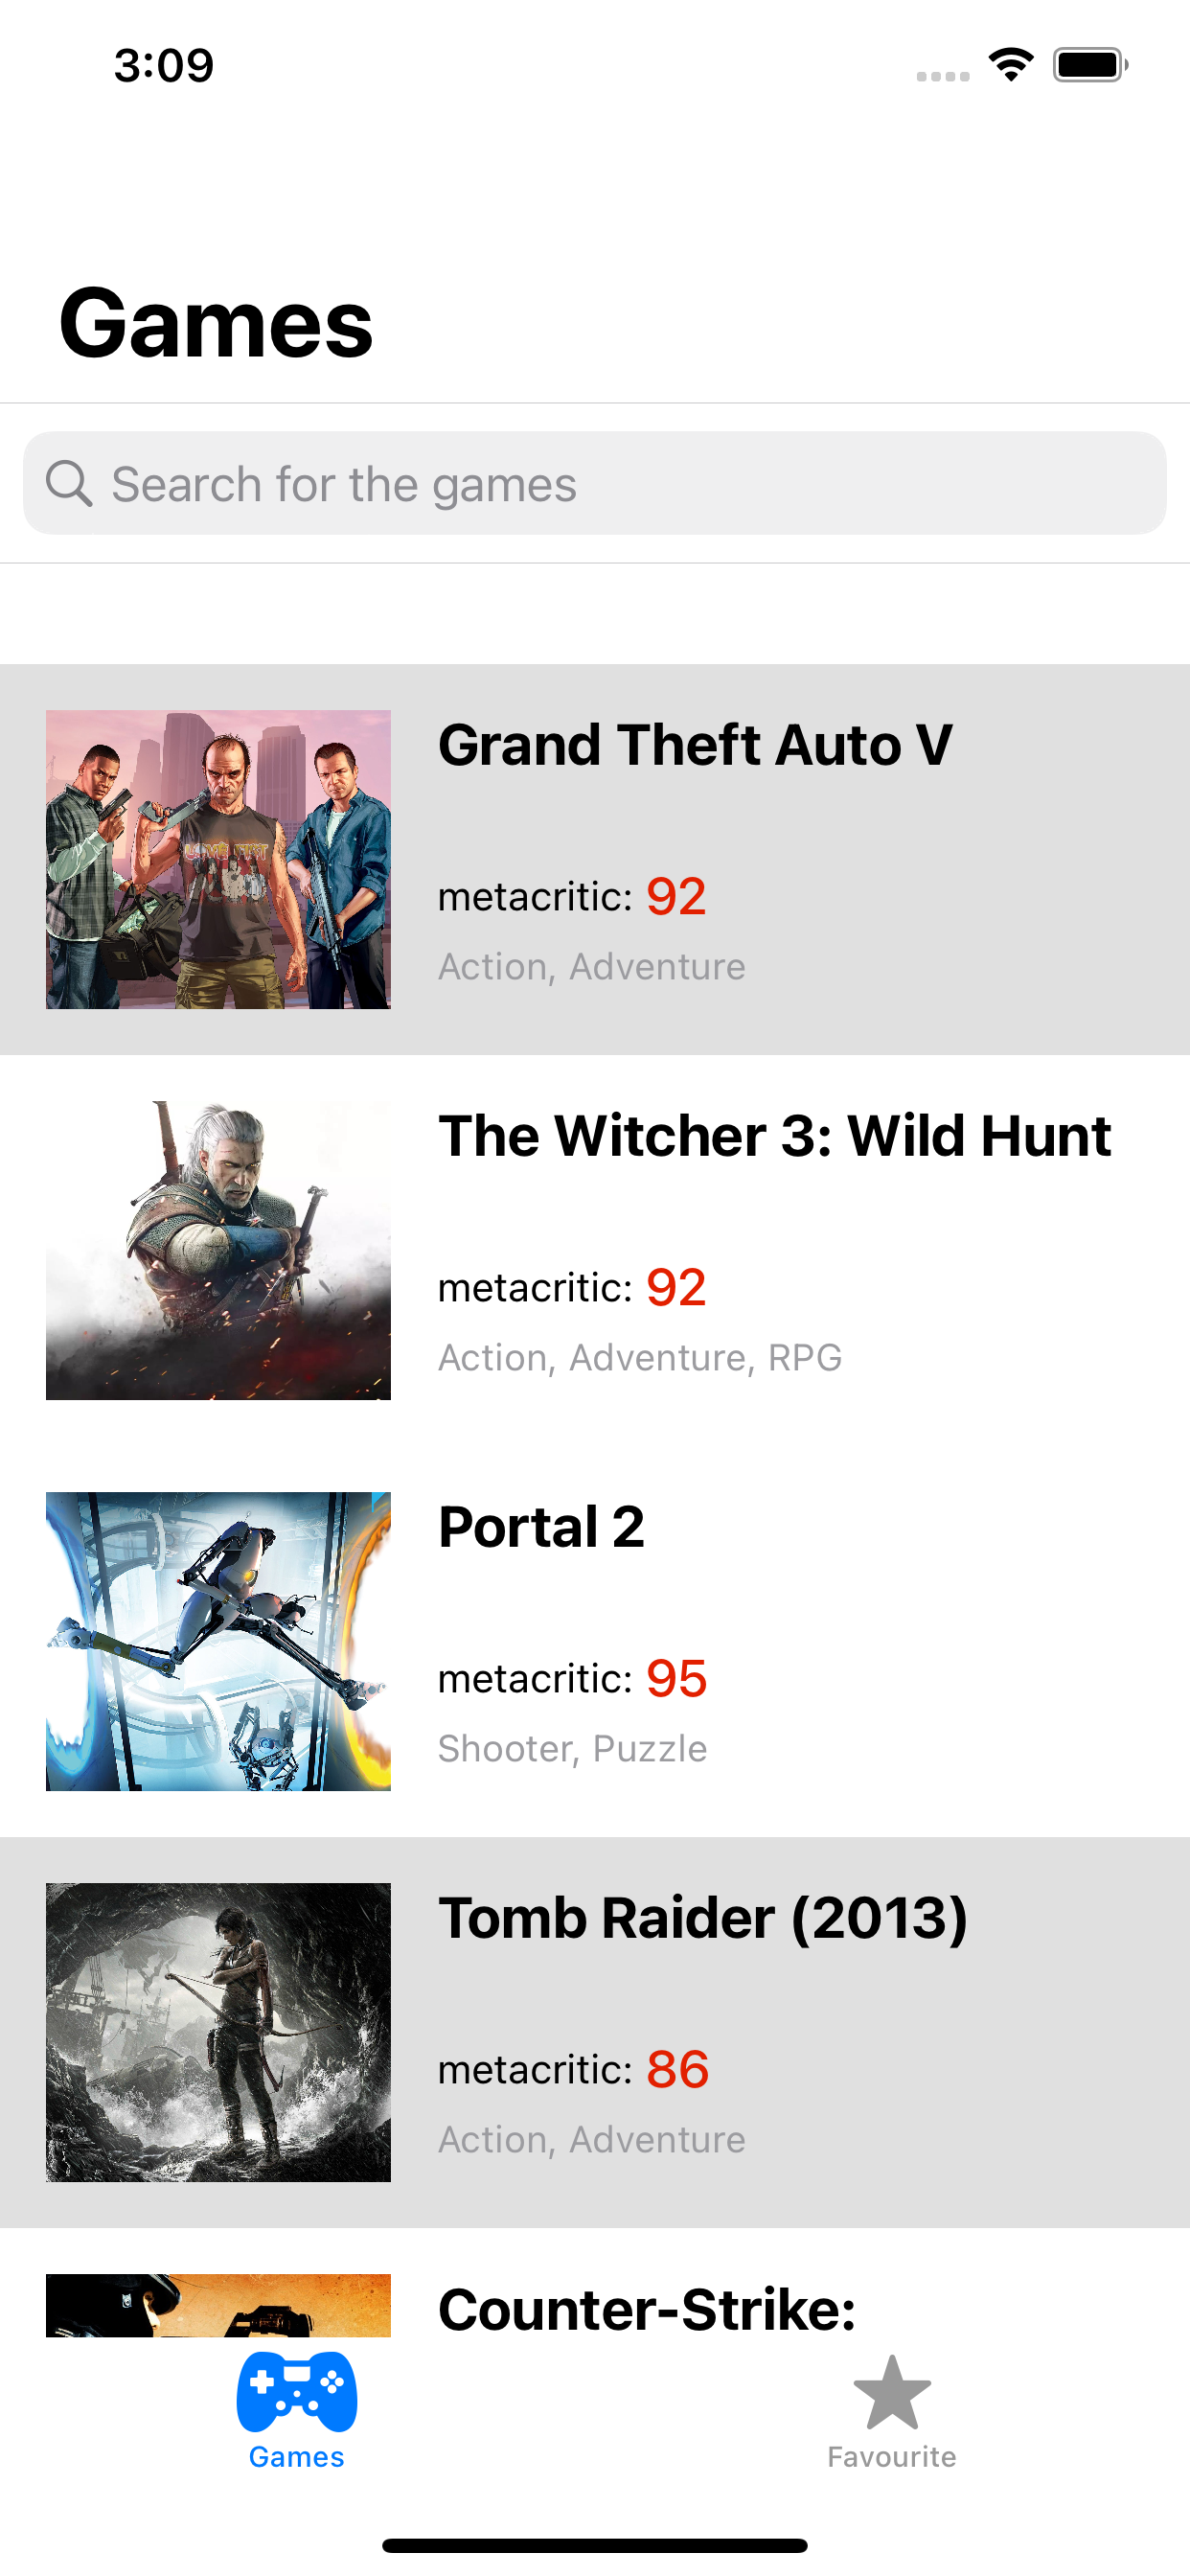 3:09
Games
Search for the games
Grand Theft Auto V
metacritic: 92
Action, Adventure
The Witcher 3: Wild Hunt
metacritic: 92
Action, Adventure, RPG
Portal 2
metacritic: 95
Shooter, Puzzle
Tomb Raider (2013)
metacritic: 86
Action, Adventure
Counter-Strike:
Games
Favourite